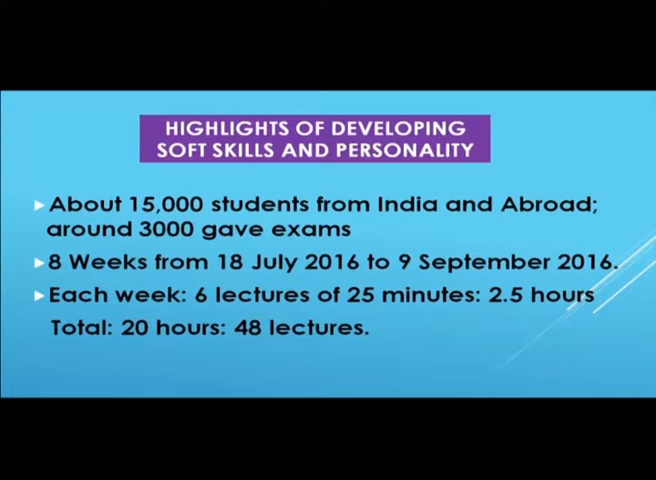 HIGHLIGHTS OF DEVELOPING
SOFT SKILLS AND PERSONALITY
About 15,000 students from India and Abroad;
around 3000 gave exams
8 Weeks from 18 July 2016 to 9 September 2016.
Each week: 6 lectures of 25 minutes: 2.5 hours
Total: 20 hours: 48 lectures.